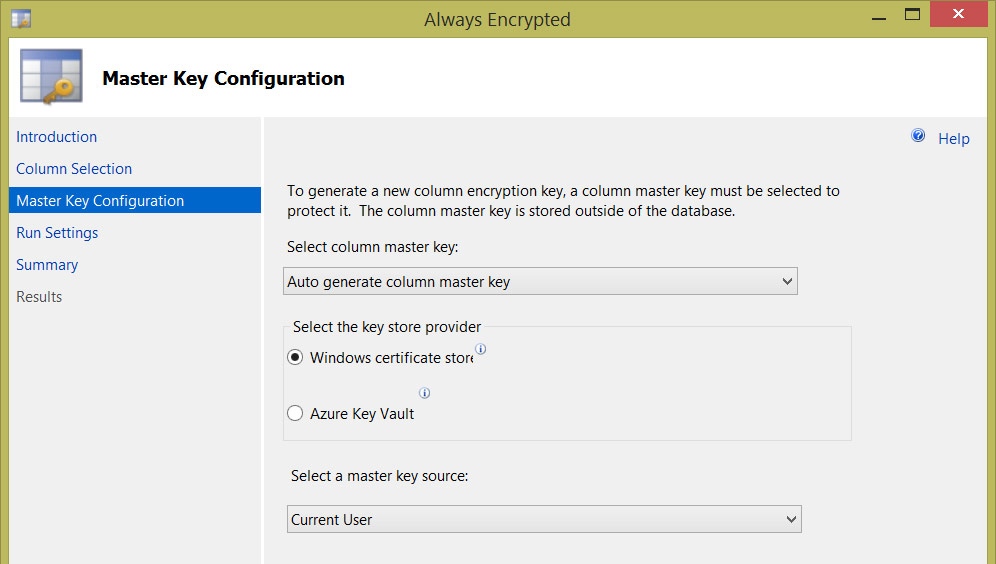 Always Encrypted
Master Key Configuration
Introduction
Column Selection
Master Key Configuration
Run Settings
Summary
Results
Help
To generate a new column encryption key, a column master key must be selected to
protect it. The column master key is stored outside of the database.
Select column master key:
Auto generate column master key
Select the key store provider
Windows certificate store
Azure Key Vault
Select a master key source:
Current User